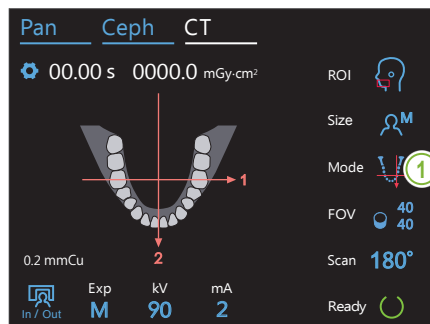 Pan Ceph CT
00.00 s 0000.0 mGy·cm²
ROI
Size M
Mode 1
1
FOV 40
40
2
0.2 mmCu
Scan 180°
Exp kV mA
In / Out M 90 2
Ready